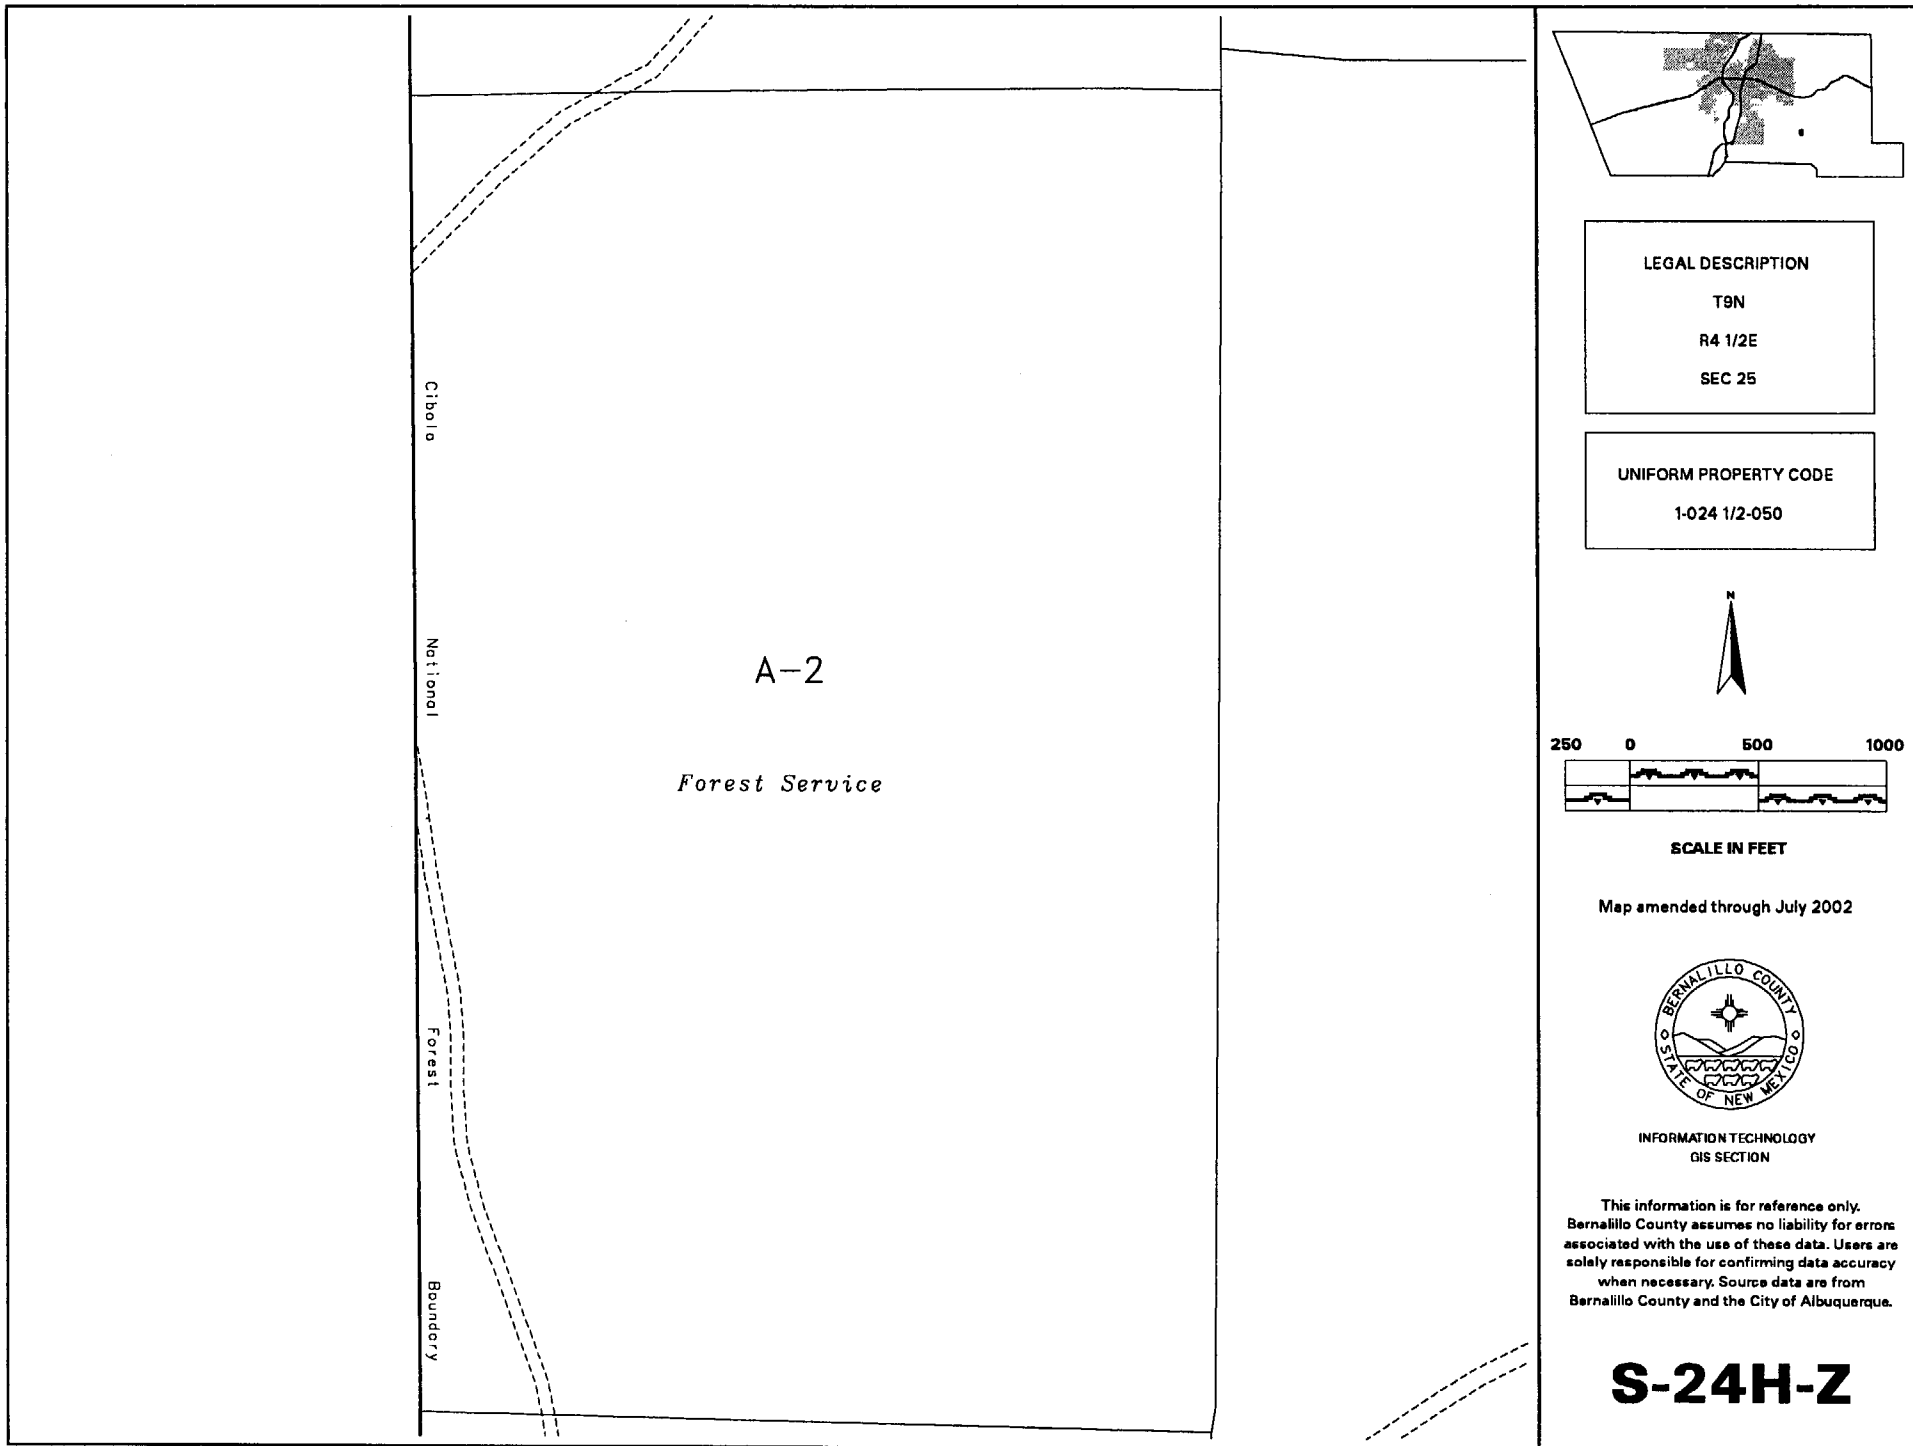 Cibola
National
Forest
Boundary
A-2
Forest Service
LEGAL DESCRIPTION
T9N
R4 1/2E
SEC 25
UNIFORM PROPERTY CODE
1-024 1/2-050
N
250 0 500 1000
SCALE IN FEET
Map amended through July 2002
BERNALILLO COUNTY
STATE OF NEW MEXICO
INFORMATION TECHNOLOGY
GIS SECTION
This information is for reference only.
Bernalillo County assumes no liability for errors
associated with the use of these data. Users are
solely responsible for confirming data accuracy
when necessary. Source data are from
Bernalillo County and the City of Albuquerque.
S-24H-Z